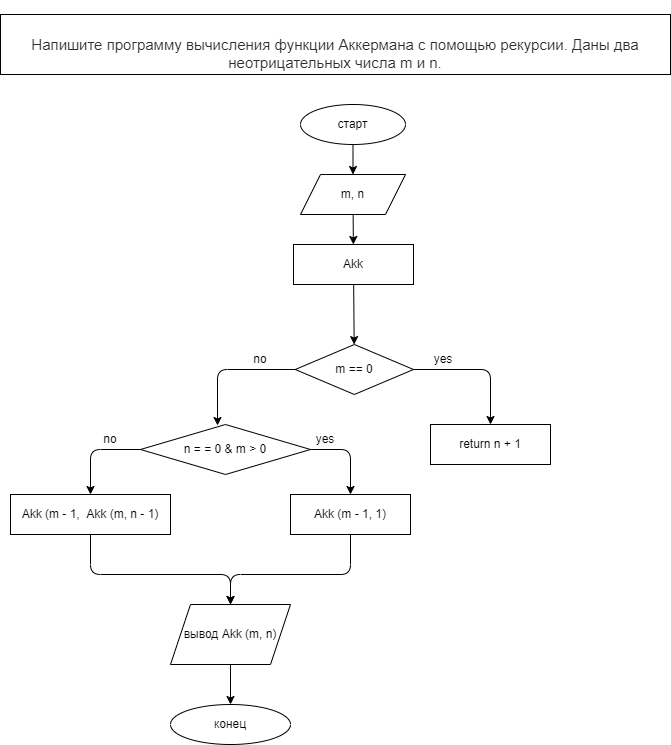 Напишите программу вычисления функции Аккермана с помощью рекурсии. Даны два
неотрицательных числа m и n.
старт
m, n
Akk
no
m == 0
yes
no
n = = 0 & m > 0
yes
return n + 1
Akk (m - 1,  Akk (m, n - 1)
Akk (m - 1, 1)
вывод Akk (m, n)
конец